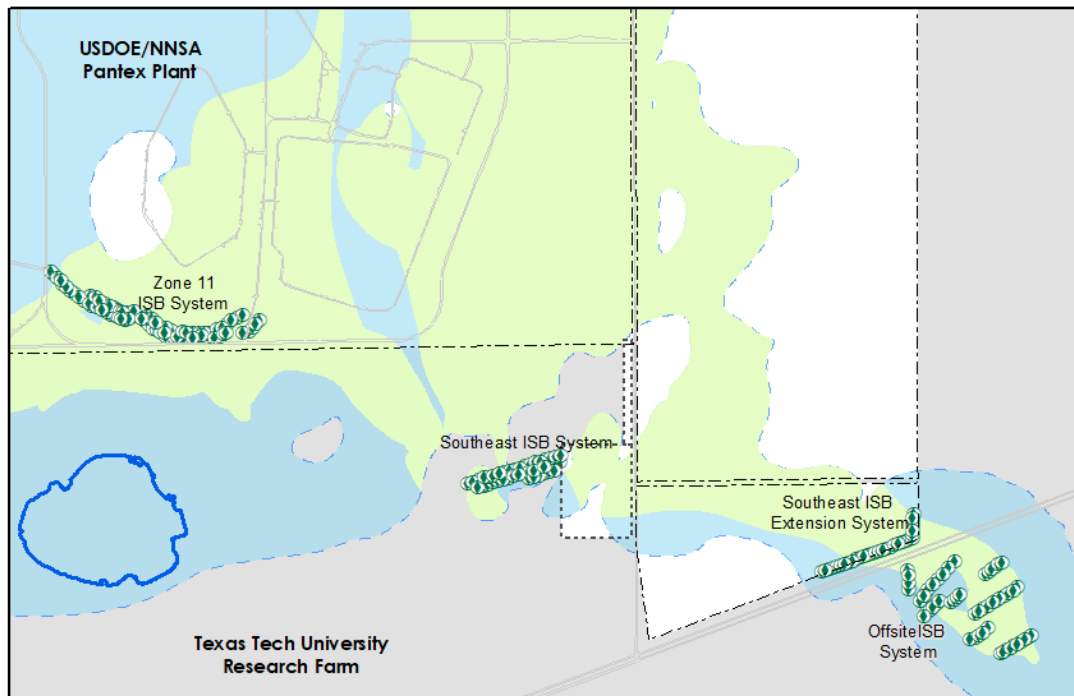 USDOE/NNSA
Pantex Plant
Zone 11
ISB System
Southeast ISB System
Southeast ISB
Extension System
OffsiteISB
System
Texas Tech University
Research Farm